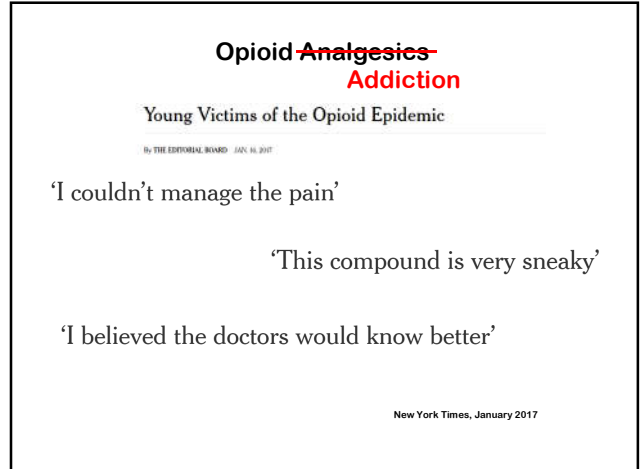 Opioid Analgesics
Addiction
Young Victims of the Opioid Epidemic
By THE EDITORIAL BOARD JAN. 16, 2017
‘I couldn’t manage the pain’
‘This compound is very sneaky’
‘I believed the doctors would know better’
New York Times, January 2017